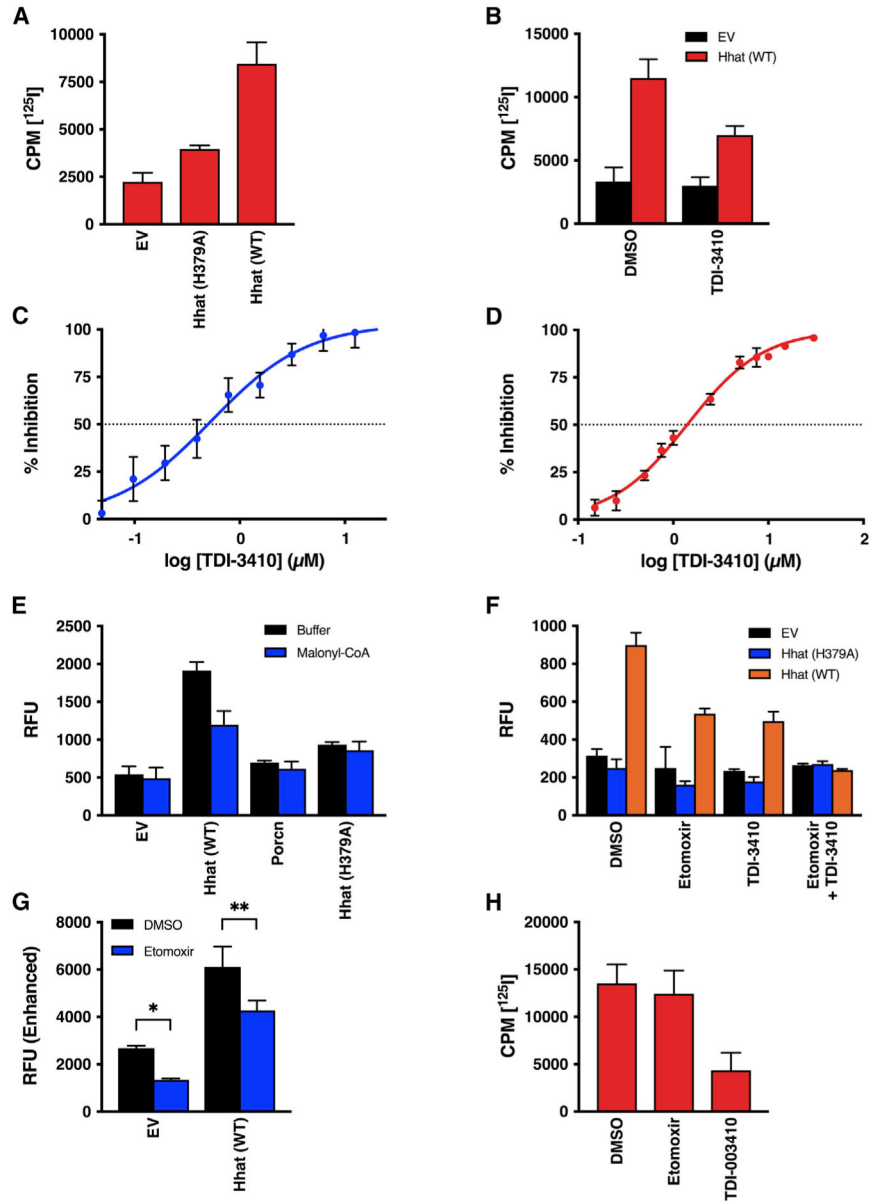 A
10000
7500
5000
2500
0
CPM [¹²⁵I]
EV
Hhat (H379A)
Hhat (WT)
B
15000
10000
5000
0
CPM [¹²⁵I]
EV
Hhat (WT)
DMSO
TDI-3410
C
100
75
50
25
0
% Inhibition
-1
0
1
log [TDI-3410] (μM)
D
100
75
50
25
0
% Inhibition
-1
0
1
2
log [TDI-3410] (μM)
E
2500
2000
1500
1000
500
0
RFU
Buffer
Malonyl-CoA
EV
Hhat (WT)
Porcn
Hhat (H379A)
F
1000
800
600
400
200
0
RFU
EV
Hhat (H379A)
Hhat (WT)
DMSO
Etomoxir
TDI-3410
Etomoxir
+ TDI-3410
G
8000
6000
4000
2000
0
RFU (Enhanced)
DMSO
Etomoxir
*
**
EV
Hhat (WT)
H
20000
15000
10000
5000
0
CPM [¹²⁵I]
DMSO
Etomoxir
TDI-003410